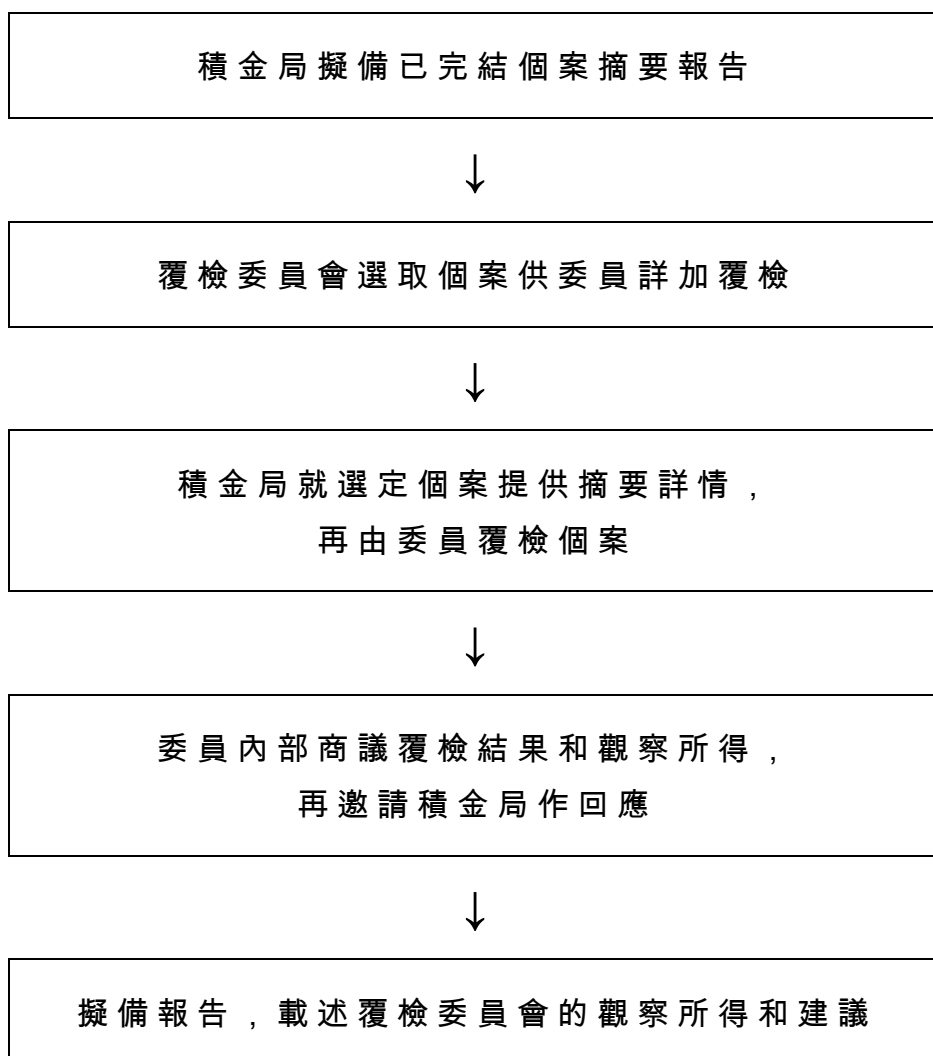 積金局擬備已完結個案摘要報告
↓
覆檢委員會選取個案供委員詳加覆檢
↓
積金局就選定個案提供摘要詳情，
再由委員覆檢個案
↓
委員內部商議覆檢結果和觀察所得，
再邀請積金局作回應
↓
擬備報告，載述覆檢委員會的觀察所得和建議